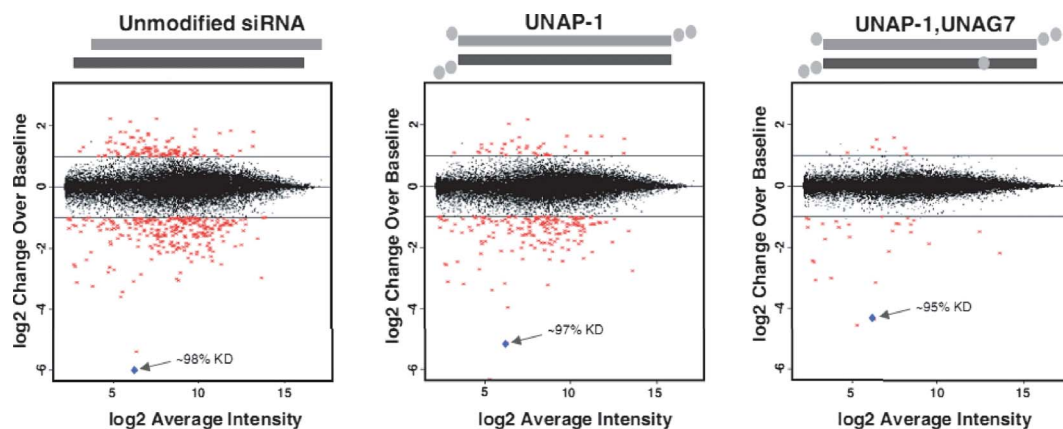 Unmodified siRNA
UNAP-1
UNAP-1,UNAG7
log2 Change Over Baseline
2
0
-2
-4
-6
~98% KD
5
10
15
log2 Average Intensity
log2 Change Over Baseline
2
0
-2
-4
-6
~97% KD
5
10
15
log2 Average Intensity
log2 Change Over Baseline
2
0
-2
-4
-6
~95% KD
5
10
15
log2 Average Intensity